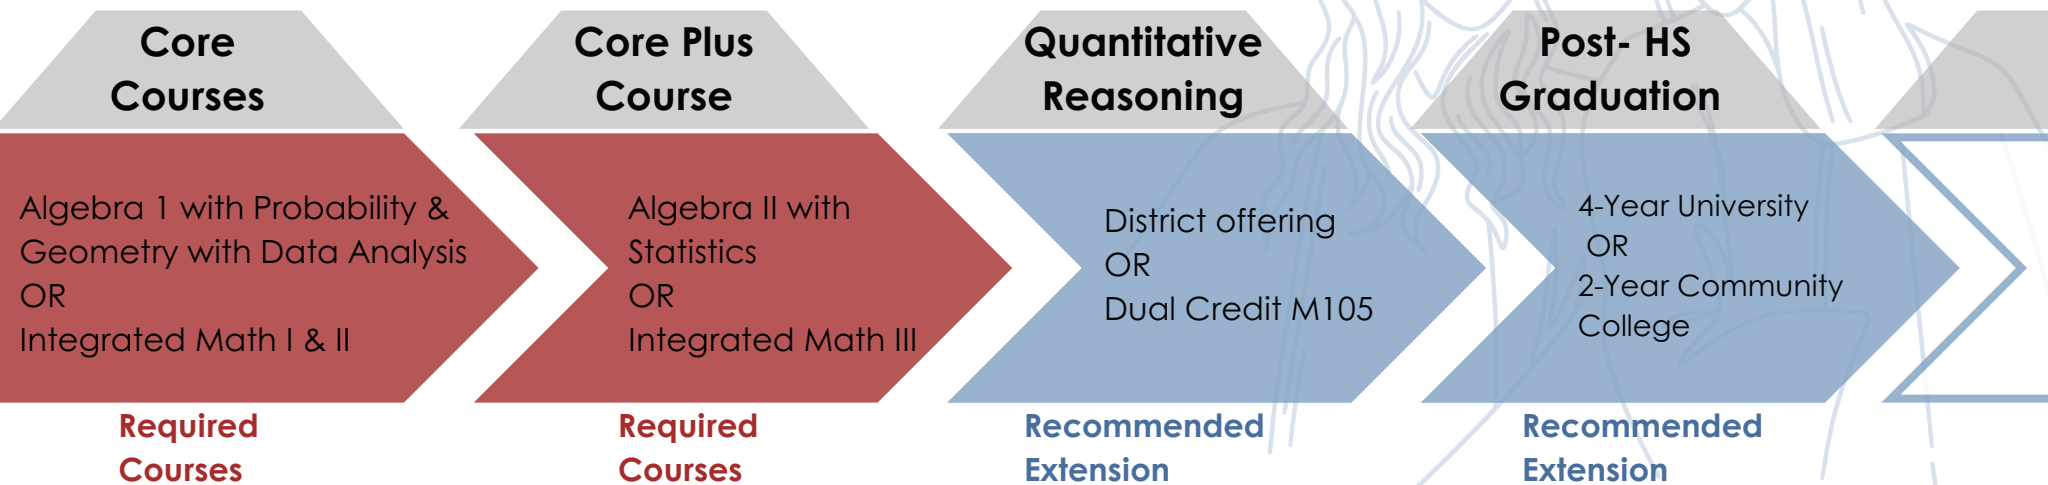 Core
Courses
Algebra 1 with Probability &
Geometry with Data Analysis
OR
Integrated Math I & II
Required
Courses
Core Plus
Course
Algebra II with
Statistics
OR
Integrated Math III
Required
Courses
Quantitative
Reasoning
District offering
OR
Dual Credit M105
Recommended
Extension
Post- HS
Graduation
4-Year University
OR
2-Year Community
College
Recommended
Extension